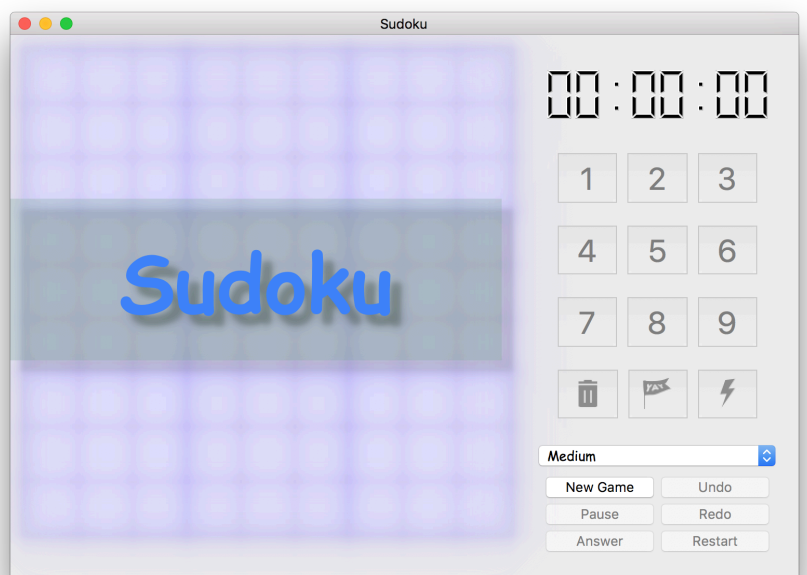 Sudoku
00:00:00
1 2 3
4 5 6
7 8 9
Sudoku
Medium
New Game Undo
Pause Redo
Answer Restart